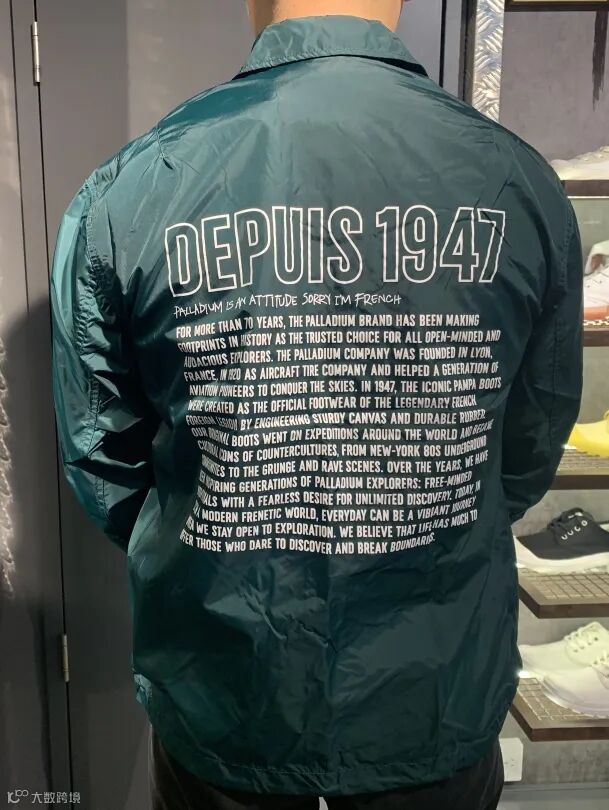 DEPUIS 1947
PALLADIUM IS AN ATTITUDE SORRY I'M FRENCH
FOR MORE THAN 70 YEARS, THE PALLADIUM BRAND HAS BEEN MAKING
FOOTPRINTS IN HISTORY AS THE TRUSTED CHOICE FOR ALL OPEN-MINDED AND
AUDACIOUS EXPLORERS. THE PALLADIUM COMPANY WAS FOUNDED IN LYON,
FRANCE, IN 1920 AS AIRCRAFT TIRE COMPANY AND HELPED A GENERATION OF
AVIATION PIONEERS TO CONQUER THE SKIES. IN 1947, THE ICONIC PAMPA BOOTS
WERE CREATED AS THE OFFICIAL FOOTWEAR OF THE LEGENDARY FRENCH
FOREIGN LEGION BY ENGINEERING STURDY CANVAS AND DURABLE RUBBER.
OUR ORIGINAL BOOTS WENT ON EXPEDITIONS AROUND THE WORLD AND BECAME
ICONS OF COUNTERCULTURES, FROM NEW-YORK 80S UNDERGROUND
TO THE GRUNGE AND RAVE SCENES. OVER THE YEARS, WE HAVE
GENERATIONS OF PALLADIUM EXPLORERS: FREE-MINDED
WITH A FEARLESS DESIRE FOR UNLIMITED DISCOVERY. TODAY, IN
MODERN FRENETIC WORLD, EVERYDAY CAN BE A VIBRANT JOURNEY
WE STAY OPEN TO EXPLORATION. WE BELIEVE THAT LIFE HAS MUCH TO
THOSE WHO DARE TO DISCOVER AND BREAK BOUNDARIES.
大数跨境